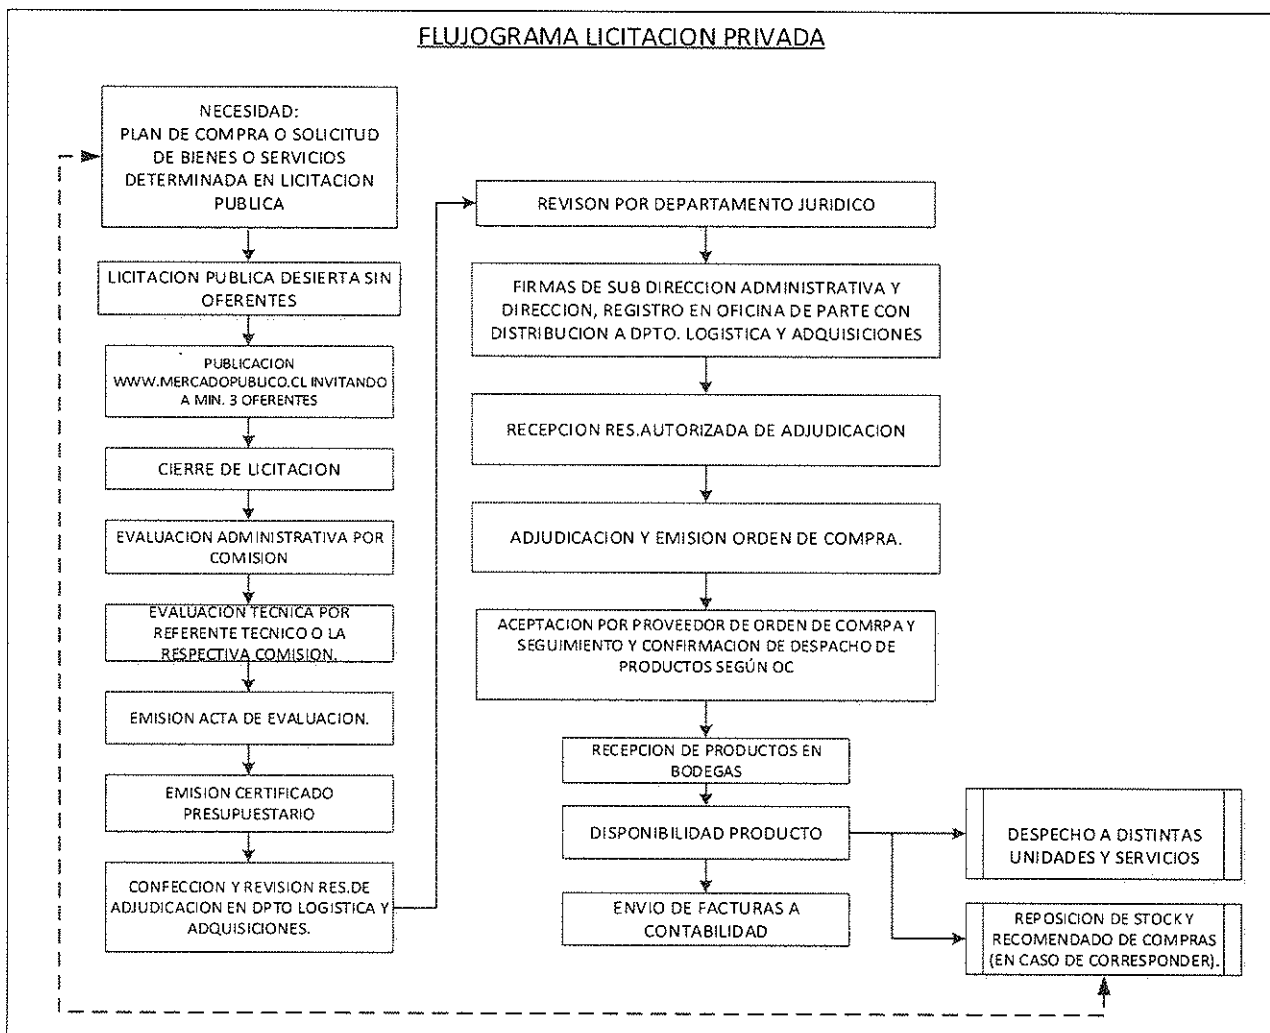 FLUJOGRAMA LICITACION PRIVADA
NECESIDAD:
PLAN DE COMPRA O SOLICITUD
DE BIENES O SERVICIOS
DETERMINADA EN LICITACION
PUBLICA
LICITACION PUBLICA DESIERTA SIN
OFERENTES
PUBLICACION
WWW.MERCADOPUBUCO.CL INVITANDO
A MIN. 3 OFERENTES
CIERRE DE LICITACION
EVALUACION ADMINISTRATIVA POR
COMISION
EVALUACION TECNICA POR
REFERENTE TECNICO O LA
RESPECTIVA COMISION.
EMISION ACTA DE EVALUACION.
EMISION CERTIFICADO
PRESUPUESTARIO
CONFECCION Y REVISION RES.DE
ADJUDICACION EN DPTO LOGISTICA Y
ADQUISICIONES.
REVISON POR DEPARTAMENTO JURIDICO
FIRMAS DE SUB DIRECCION ADMINISTRATIVA Y
DIRECCION, REGISTRO EN OFICINA DE PARTE CON
DISTRIBUCION A DPTO. LOGISTICA Y ADQUISICIONES
RECEPCION RES.AUTORIZADA DE ADJUDICACION
ADJUDICACION Y EMISION ORDEN DE COMPRA.
ACEPTACION POR PROVEEDOR DE ORDEN DE COMRPA Y
SEGUIMIENTO Y CONFIRMACION DE DESPACHO DE
PRODUCTOS SEGÚN OC
RECEPCION DE PRODUCTOS EN
BODEGAS
DISPONIBILIDAD PRODUCTO
ENVIO DE FACTURAS A
CONTABILIDAD
DESPECHO A DISTINTAS
UNIDADES Y SERVICIOS
REPOSICION DE STOCK Y
RECOMENDADO DE COMPRAS
(EN CASO DE CORRESPONDER).